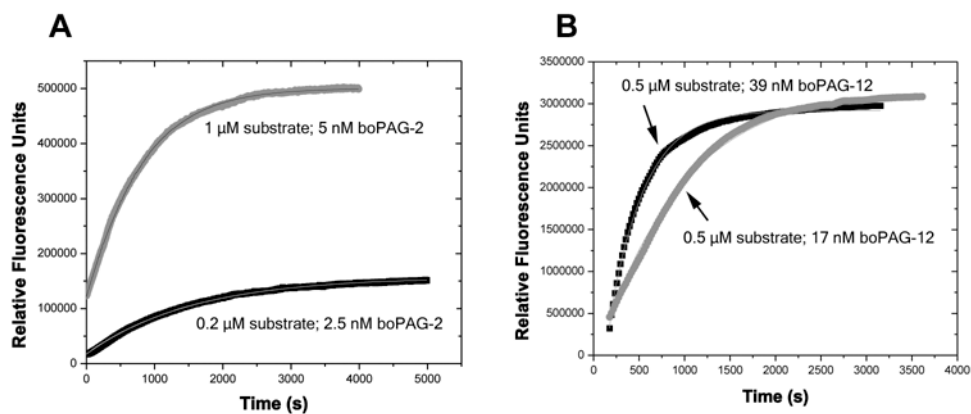 A
B
Relative Fluorescence Units
500000
400000
300000
200000
100000
0
1 µM substrate; 5 nM boPAG-2
0.2 µM substrate; 2.5 nM boPAG-2
0
1000
2000
3000
4000
5000
Time (s)
Relative Fluorescence Units
3500000
3000000
2500000
2000000
1500000
1000000
500000
0
0.5 µM substrate; 39 nM boPAG-12
0.5 µM substrate; 17 nM boPAG-12
0
500
1000
1500
2000
2500
3000
3500
4000
Time (s)